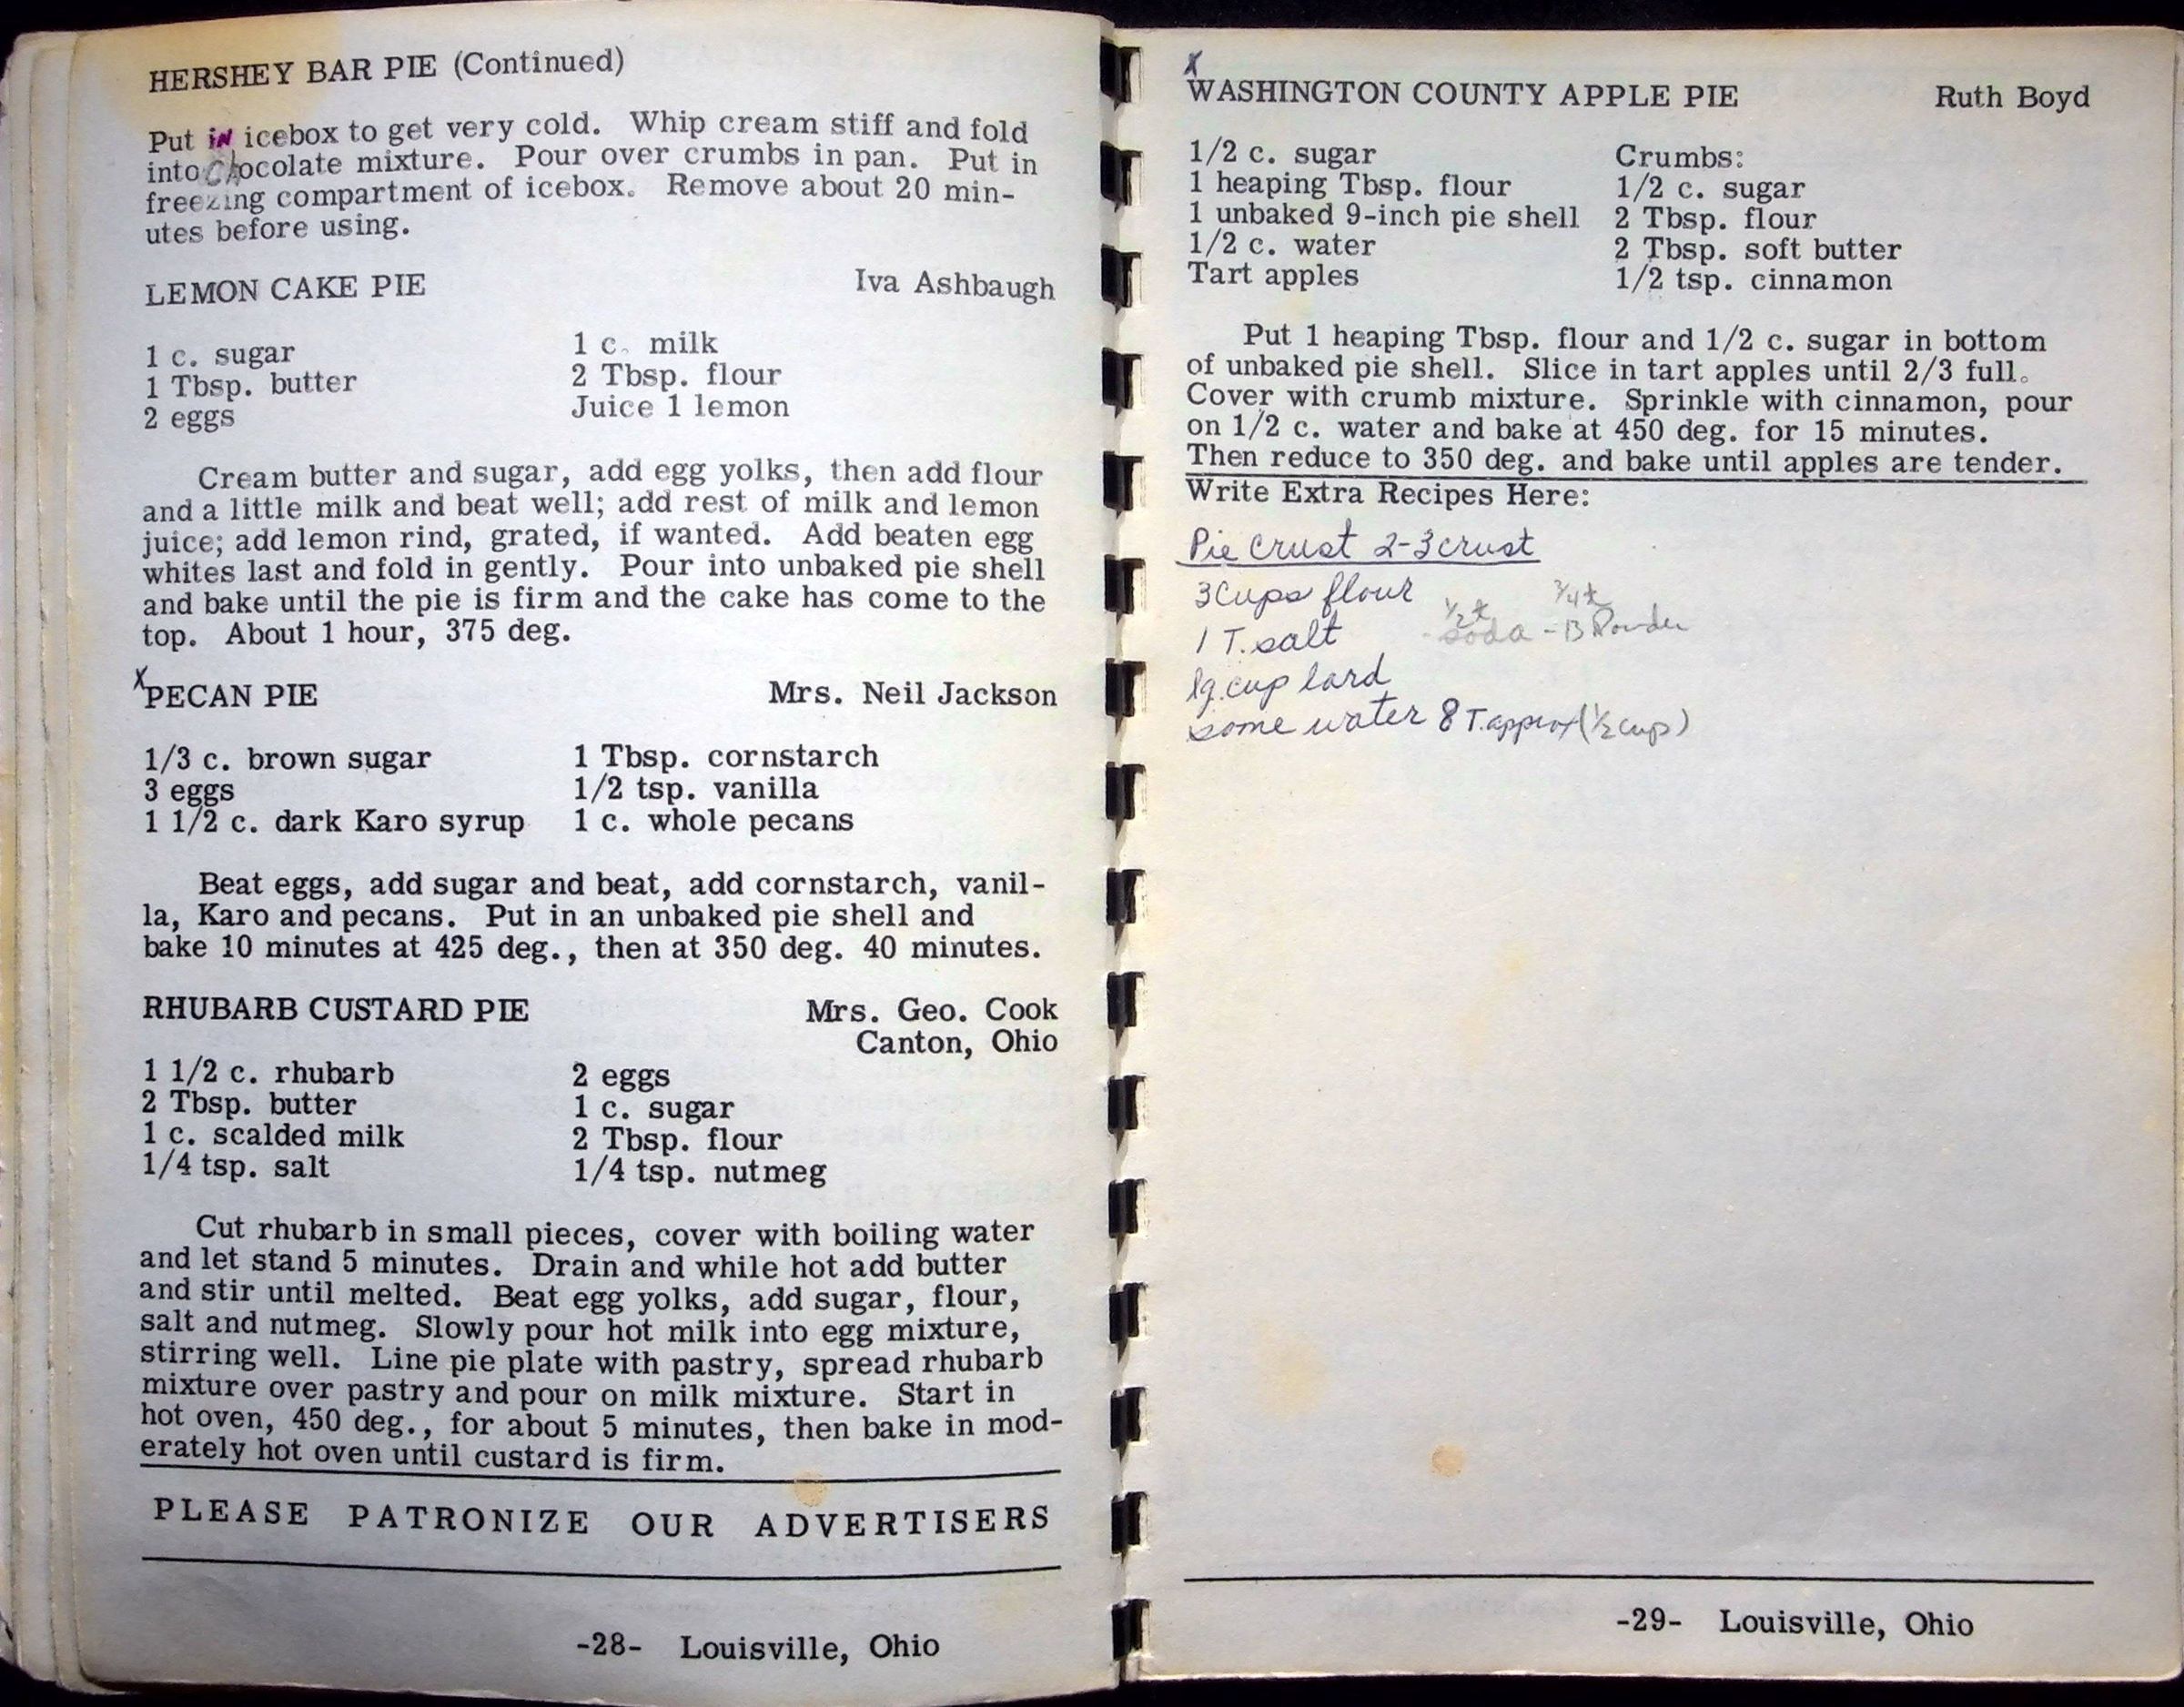 HERSHEY BAR PIE (Continued)
Put IN icebox to get very cold. Whip cream stiff and fold
into Chocolate mixture. Pour over crumbs in pan. Put in
freezing compartment of icebox. Remove about 20 min-
utes before using.
LEMON CAKE PIE Iva Ashbaugh
1 c. sugar 1 c. milk
1 Tbsp. butter 2 Tbsp. flour
2 eggs Juice 1 lemon
Cream butter and sugar, add egg yolks, then add flour
and a little milk and beat well; add rest of milk and lemon
juice; add lemon rind, grated, if wanted. Add beaten egg
whites last and fold in gently. Pour into unbaked pie shell
and bake until the pie is firm and the cake has come to the
top. About 1 hour, 375 deg.
X PECAN PIE Mrs. Neil Jackson
1/3 c. brown sugar 1 Tbsp. cornstarch
3 eggs 1/2 tsp. vanilla
1 1/2 c. dark Karo syrup 1 c. whole pecans
Beat eggs, add sugar and beat, add cornstarch, vanil-
la, Karo and pecans. Put in an unbaked pie shell and
bake 10 minutes at 425 deg., then at 350 deg. 40 minutes.
RHUBARB CUSTARD PIE Mrs. Geo. Cook
Canton, Ohio
1 1/2 c. rhubarb 2 eggs
2 Tbsp. butter 1 c. sugar
1 c. scalded milk 2 Tbsp. flour
1/4 tsp. salt 1/4 tsp. nutmeg
Cut rhubarb in small pieces, cover with boiling water
and let stand 5 minutes. Drain and while hot add butter
and stir until melted. Beat egg yolks, add sugar, flour,
salt and nutmeg. Slowly pour hot milk into egg mixture,
stirring well. Line pie plate with pastry, spread rhubarb
mixture over pastry and pour on milk mixture. Start in
hot oven, 450 deg., for about 5 minutes, then bake in mod-
erately hot oven until custard is firm.
PLEASE PATRONIZE OUR ADVERTISERS
-28- Louisville, Ohio
X
WASHINGTON COUNTY APPLE PIE Ruth Boyd
1/2 c. sugar Crumbs:
1 heaping Tbsp. flour 1/2 c. sugar
1 unbaked 9-inch pie shell 2 Tbsp. flour
1/2 c. water 2 Tbsp. soft butter
Tart apples 1/2 tsp. cinnamon
Put 1 heaping Tbsp. flour and 1/2 c. sugar in bottom
of unbaked pie shell. Slice in tart apples until 2/3 full.
Cover with crumb mixture. Sprinkle with cinnamon, pour
on 1/2 c. water and bake at 450 deg. for 15 minutes.
Then reduce to 350 deg. and bake until apples are tender.
Write Extra Recipes Here:
Pie Crust 2-3 crust
3 Cups flour
1/2 t 3/4 t
1 T. salt soda - B Powder
lg. cup lard
some water 8 T. approx (1/2 cup)
-29- Louisville, Ohio